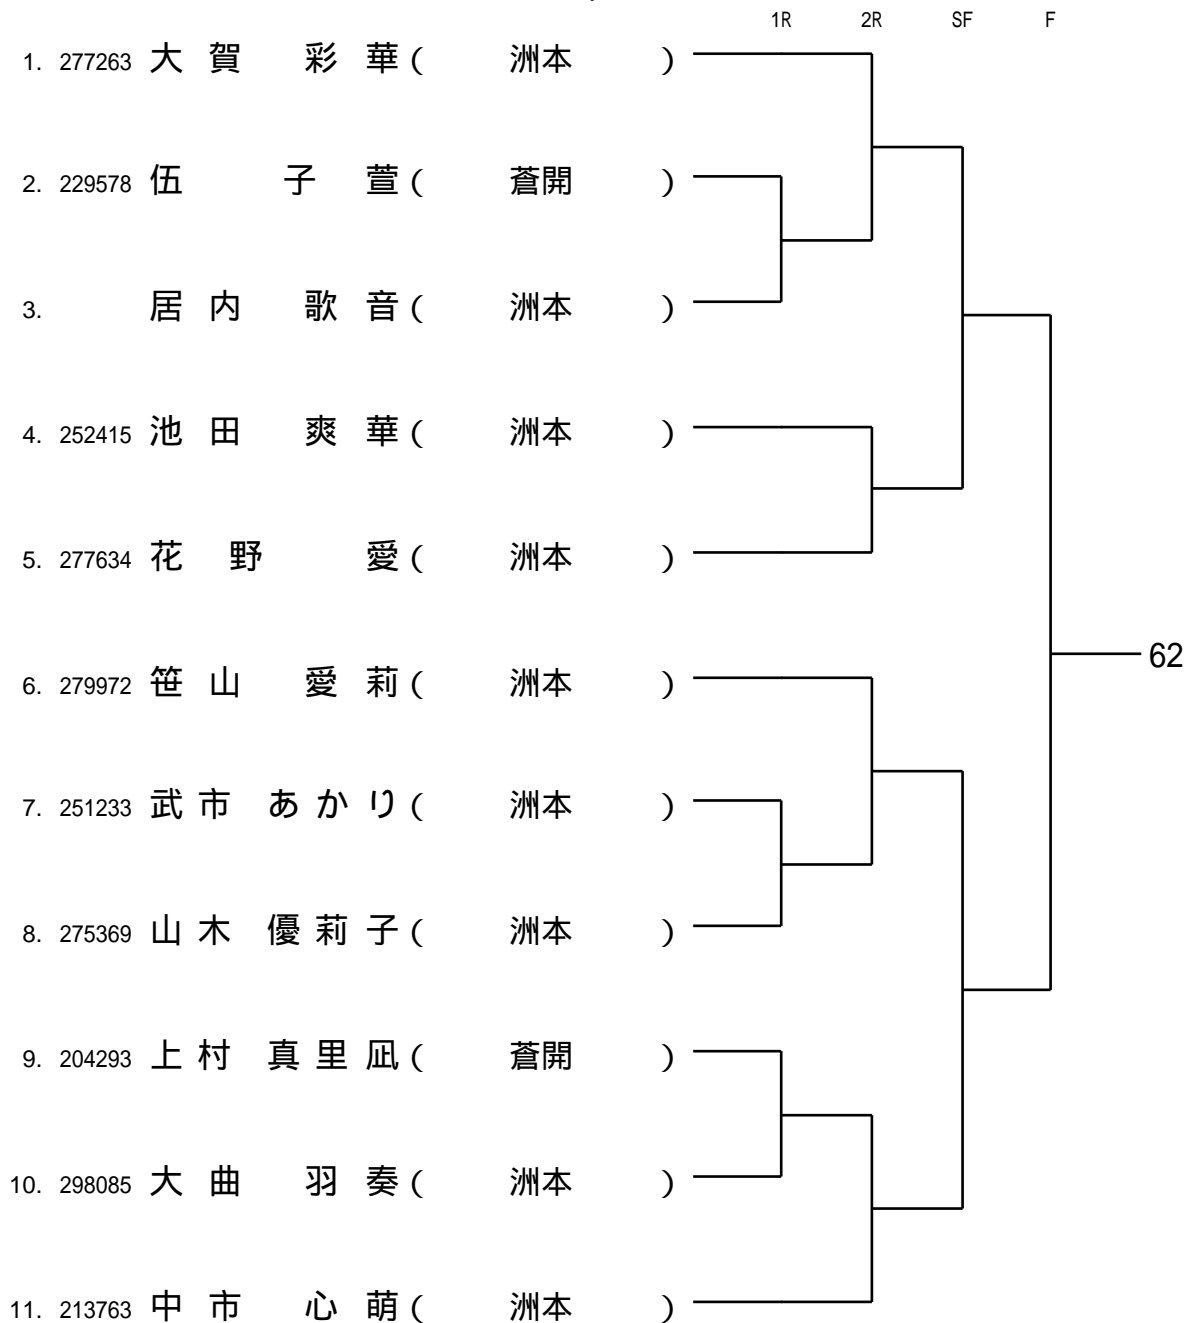 1R 2R SF F
1. 277263 大賀 彩華( 洲本 )
2. 229578 伍 子萱( 蒼開 )
3. 居内 歌音( 洲本 )
4. 252415 池田 爽華( 洲本 )
5. 277634 花野 愛( 洲本 )
62
6. 279972 笹山 愛莉( 洲本 )
7. 251233 武市 あかり( 洲本 )
8. 275369 山木 優莉子( 洲本 )
9. 204293 上村 真里凪( 蒼開 )
10. 298085 大曲 羽奏( 洲本 )
11. 213763 中市 心萌( 洲本 )